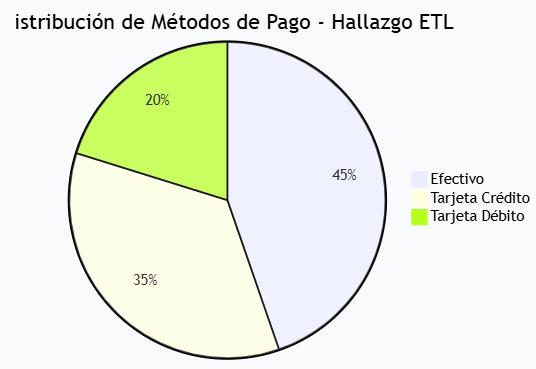 istribución de Métodos de Pago - Hallazgo ETL
20%
45%
35%
Efectivo
Tarjeta Crédito
Tarjeta Débito